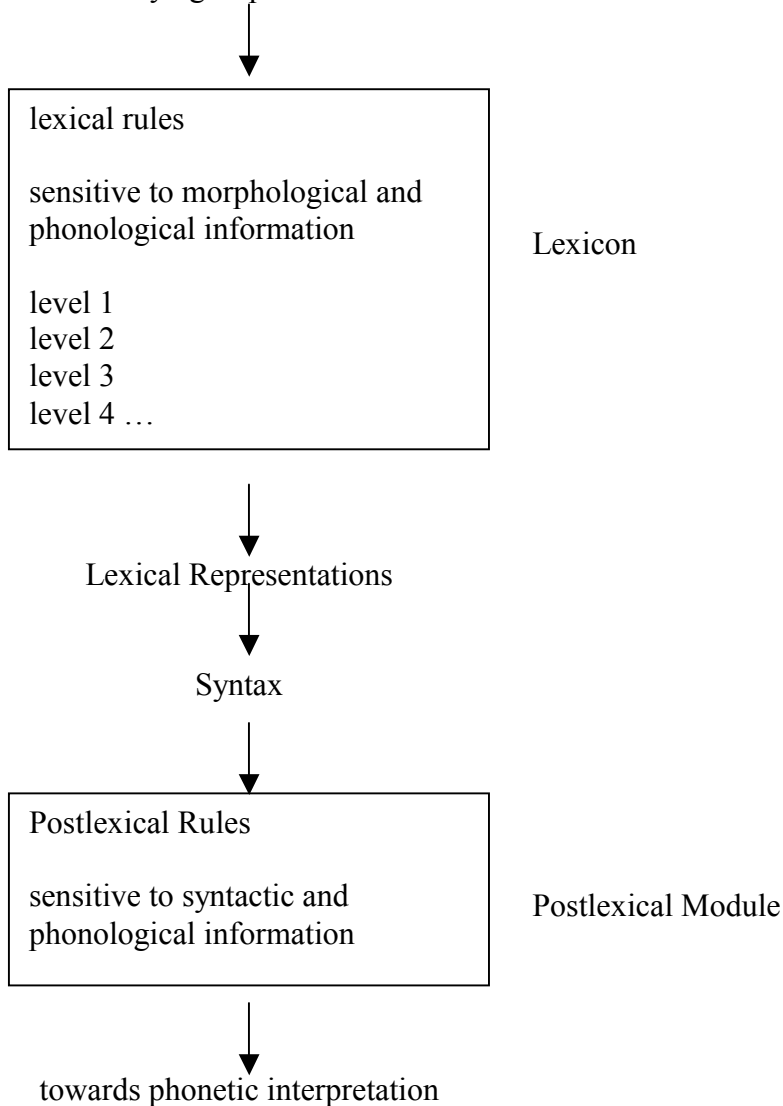 lexical rules
sensitive to morphological and
phonological information
Lexicon
level 1
level 2
level 3
level 4 …
Lexical Representations
Syntax
Postlexical Rules
sensitive to syntactic and
phonological information
Postlexical Module
towards phonetic interpretation